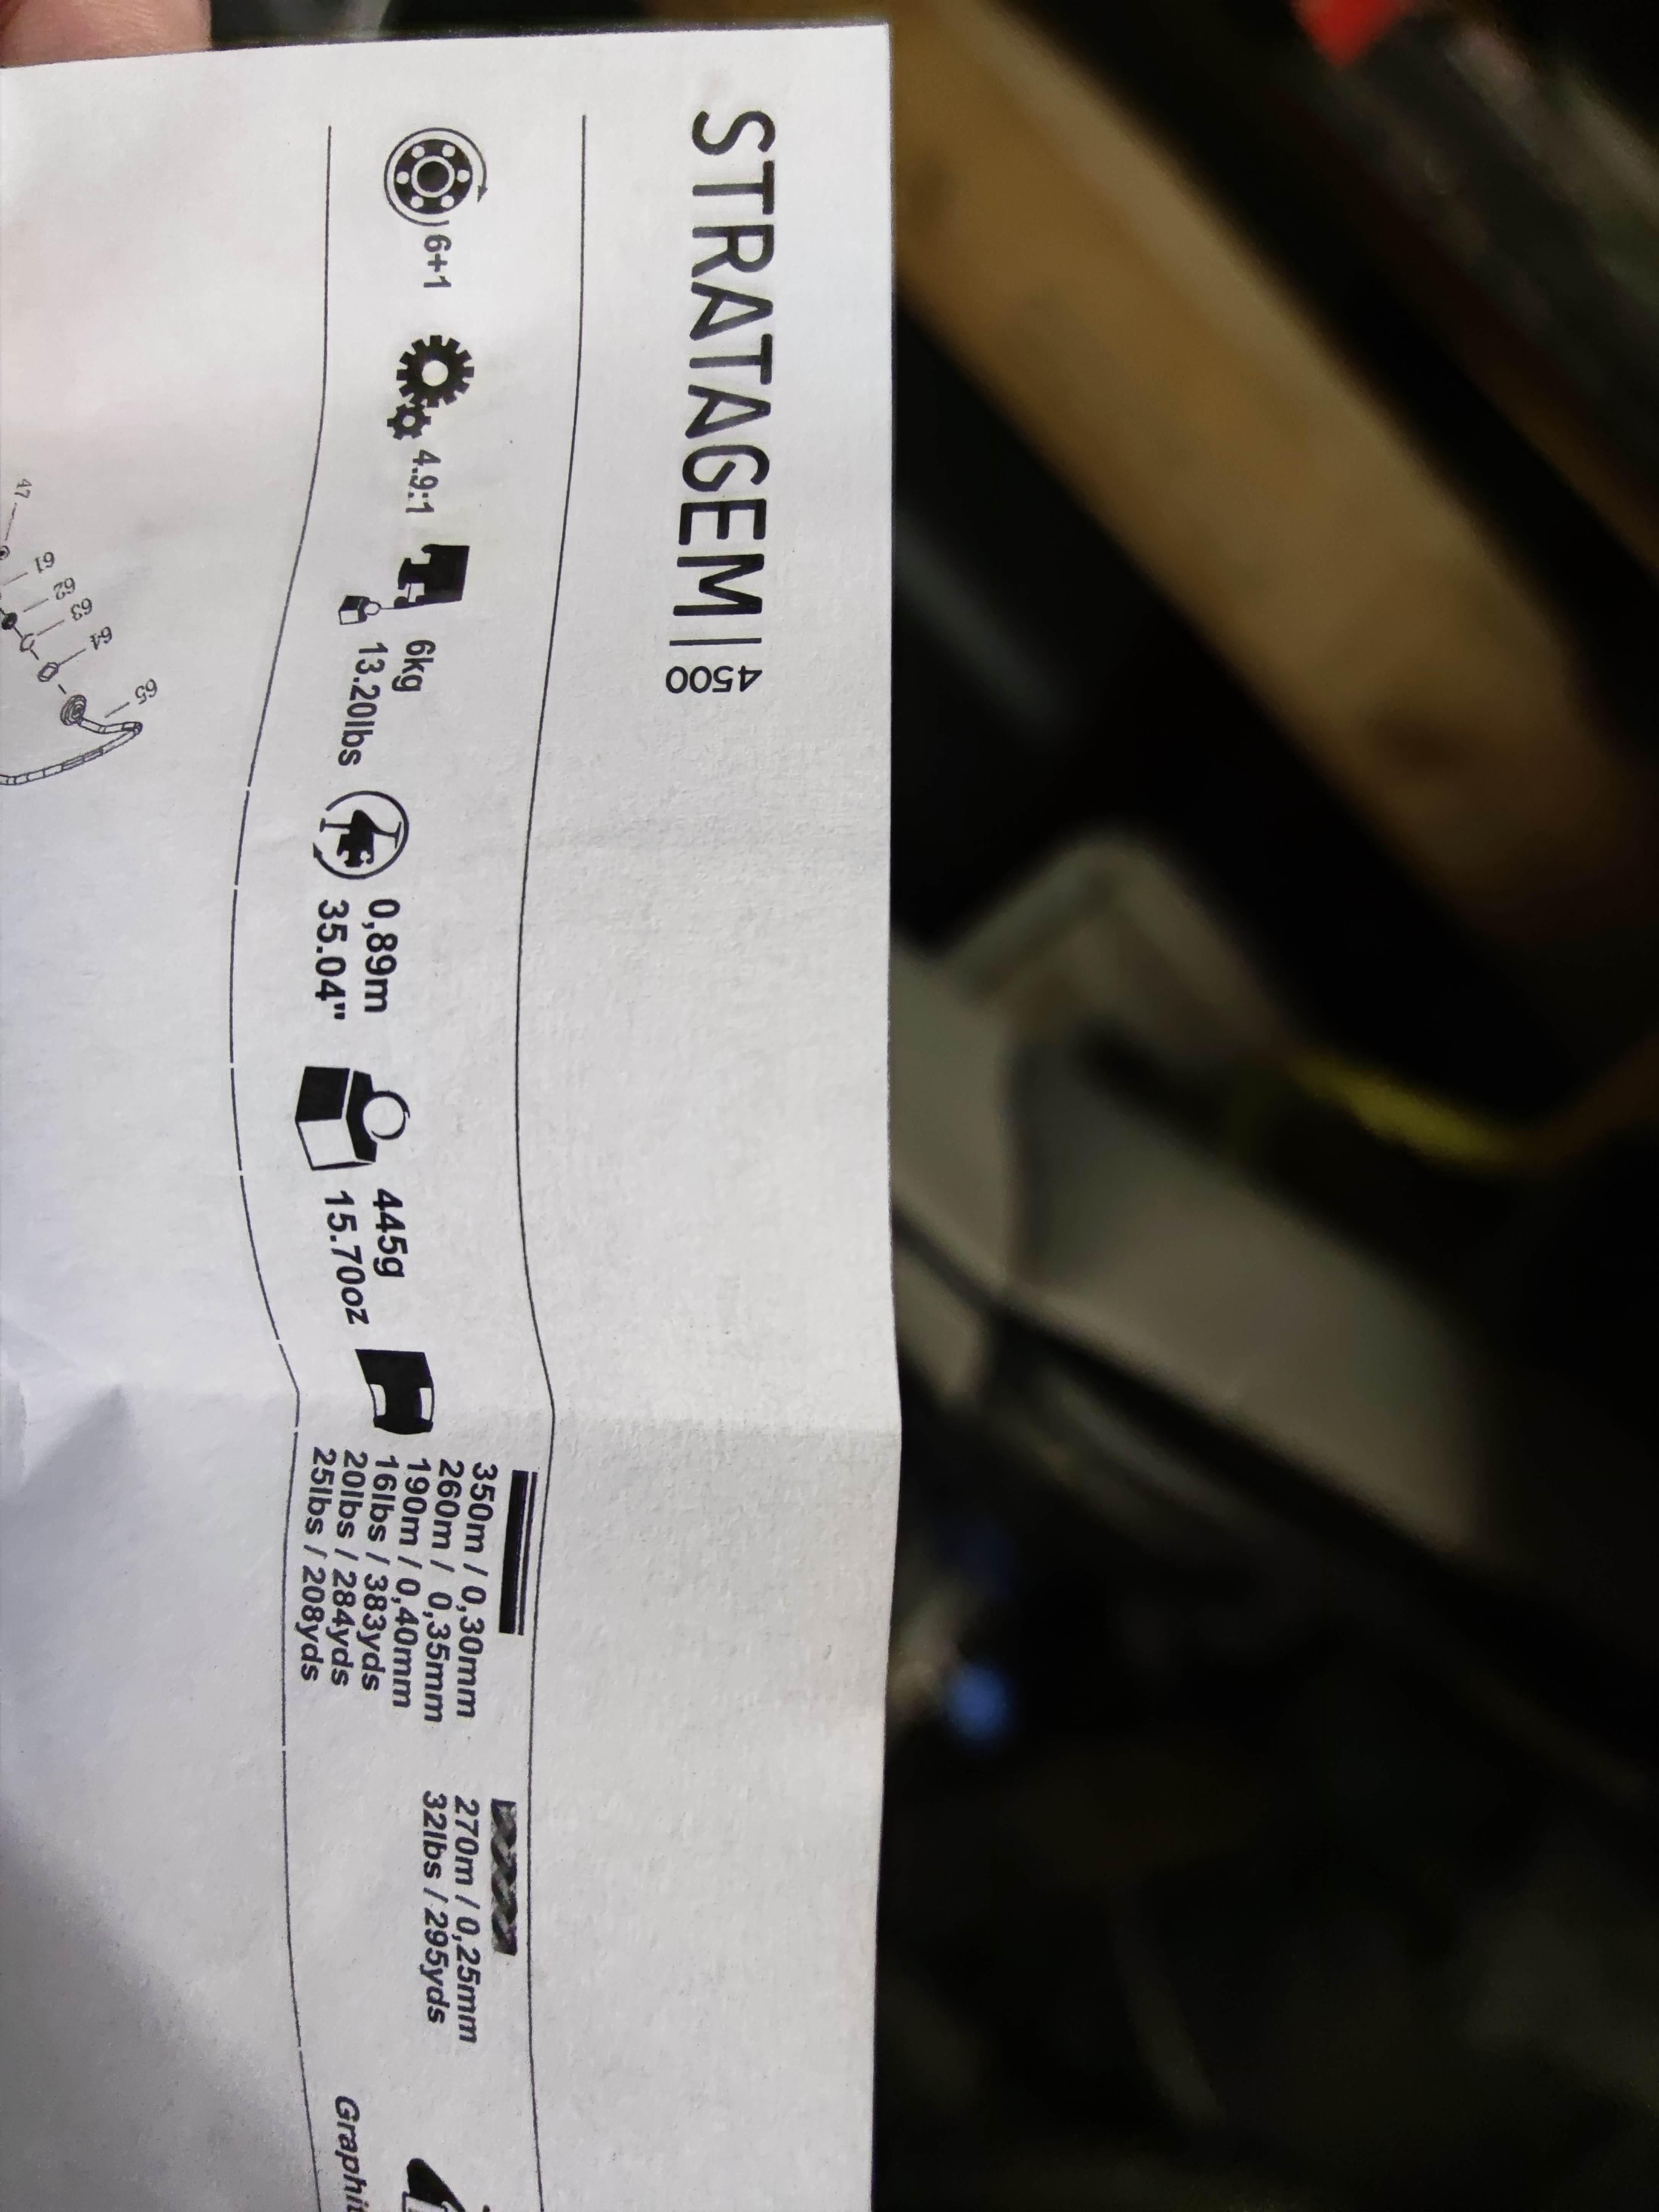 STRATAGEM | 4500
6+1
4.9:1
6kg
13.20lbs
0,89m
35.04"
445g
15.70oz
350m / 0,30mm
260m / 0,35mm
190m / 0,40mm
16lbs / 383yds
20lbs / 284yds
25lbs / 208yds
270m / 0,25mm
32lbs / 295yds
47
61
62
63
64
65